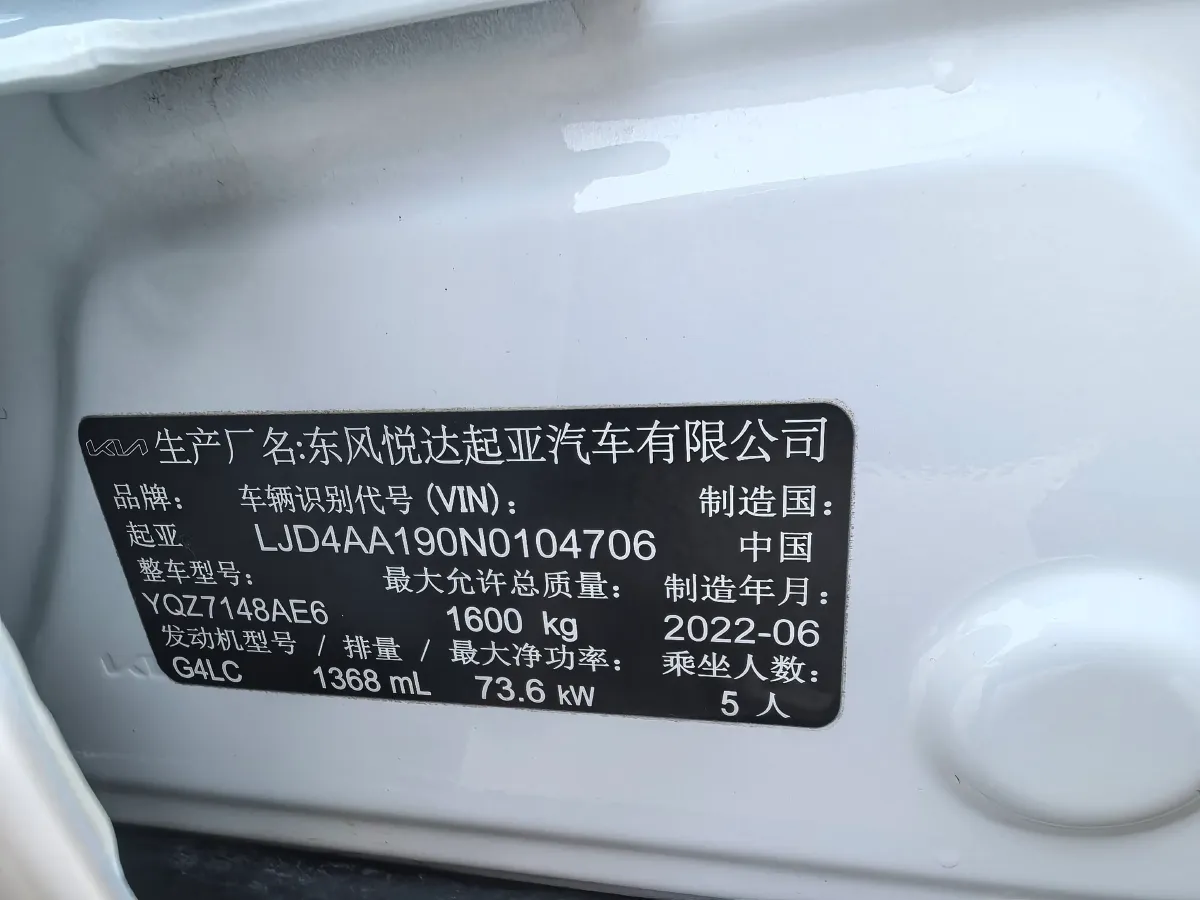 KIA 生产厂名:东风悦达起亚汽车有限公司
品牌: 车辆识别代号(VIN): 制造国:
起亚 LJD4AA190N0104706 中国
整车型号: 最大允许总质量: 制造年月:
YQZ7148AE6 1600 kg 2022-06
发动机型号 / 排量 / 最大净功率: 乘坐人数:
G4LC 1368 mL 73.6 kW 5 人